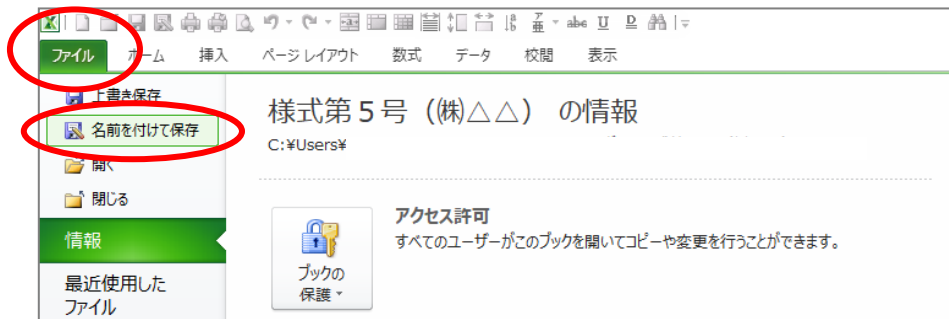 ファイル ホーム 挿入 ページ レイアウト 数式 データ 校閲 表示
上書き保存
名前を付けて保存
開く
閉じる
情報
最近使用した
ファイル
様式第5号（㈱△△） の情報
C:¥Users¥
ブックの
保護
アクセス許可
すべてのユーザーがこのブックを開いてコピーや変更を行うことができます。